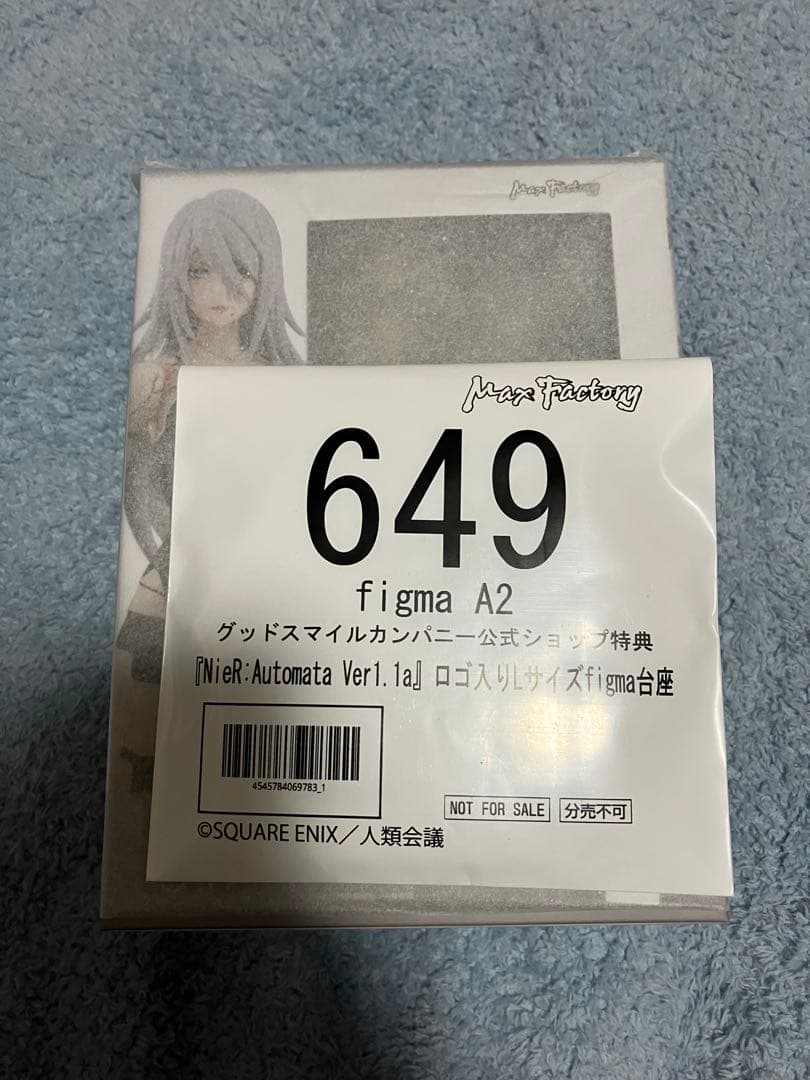 Max Factory
Max Factory
649
figma A2
グッドスマイルカンパニー公式ショップ特典
『NieR:Automata Ver1.1a』ロゴ入りLサイズfigma台座
4545784069783_1
NOT FOR SALE 分売不可
©SQUARE ENIX／人類会議